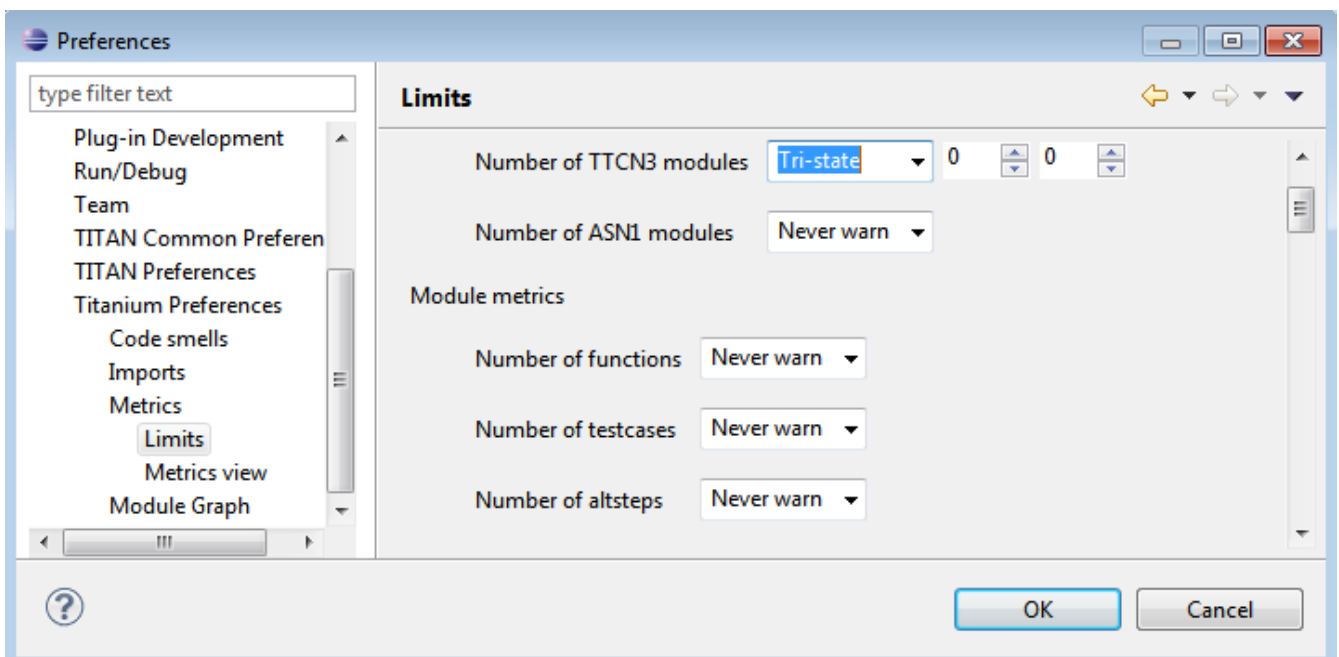 Preferences
type filter text
Plug-in Development
Run/Debug
Team
TITAN Common Preferen
TITAN Preferences
Titanium Preferences
Code smells
Imports
Metrics
Limits
Metrics view
Module Graph
Limits
Number of TTCN3 modules Tri-state 0 0
Number of ASN1 modules Never warn
Module metrics
Number of functions Never warn
Number of testcases Never warn
Number of altsteps Never warn
?
OK Cancel